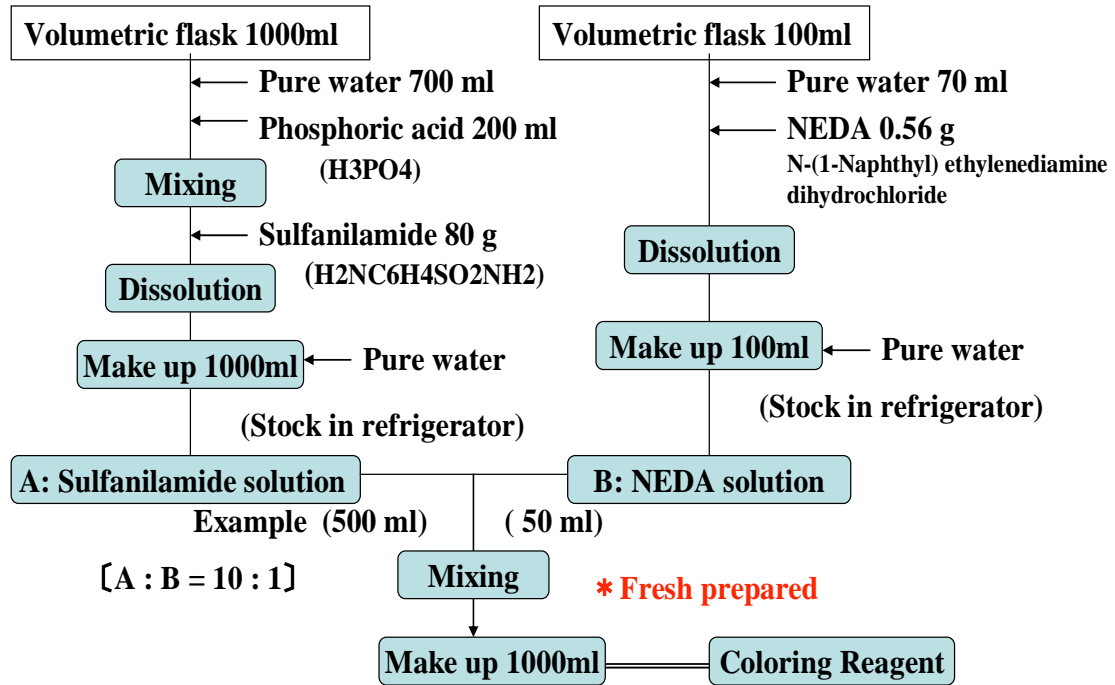 Volumetric flask 1000ml
Volumetric flask 100ml
Pure water 700 ml
Pure water 70 ml
Phosphoric acid 200 ml
(H3PO4)
NEDA 0.56 g
N-(1-Naphthyl) ethylenediamine
dihydrochloride
Mixing
Sulfanilamide 80 g
(H2NC6H4SO2NH2)
Dissolution
Dissolution
Make up 1000ml
Pure water
Make up 100ml
Pure water
(Stock in refrigerator)
(Stock in refrigerator)
A: Sulfanilamide solution
B: NEDA solution
Example (500 ml)
( 50 ml)
〔A : B = 10 : 1〕
Mixing
* Fresh prepared
Make up 1000ml
Coloring Reagent